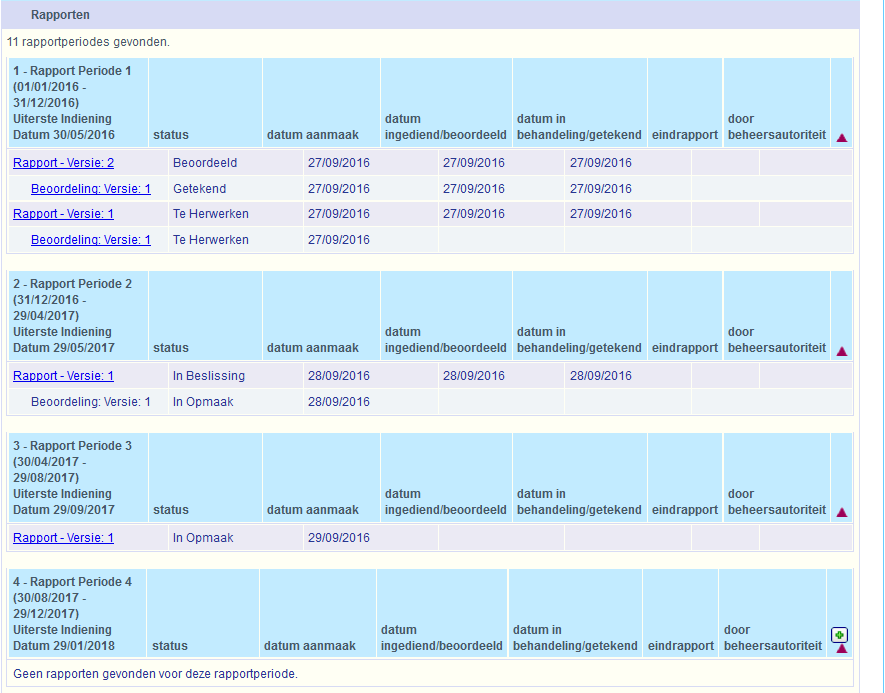 Rapporten
11 rapportperiodes gevonden.
1 - Rapport Periode 1
(01/01/2016 -
31/12/2016)
Uiterste Indiening
Datum 30/05/2016
status
datum aanmaak
datum
ingediend/beoordeeld
datum in
behandeling/getekend
eindrapport
door
beheersautoriteit
Rapport - Versie: 2 Beoordeeld 27/09/2016 27/09/2016 27/09/2016
Beoordeling: Versie: 1 Getekend 27/09/2016 27/09/2016 27/09/2016
Rapport - Versie: 1 Te Herwerken 27/09/2016 27/09/2016 27/09/2016
Beoordeling: Versie: 1 Te Herwerken 27/09/2016
2 - Rapport Periode 2
(31/12/2016 -
29/04/2017)
Uiterste Indiening
Datum 29/05/2017
status
datum aanmaak
datum
ingediend/beoordeeld
datum in
behandeling/getekend
eindrapport
door
beheersautoriteit
Rapport - Versie: 1 In Beslissing 28/09/2016 28/09/2016 28/09/2016
Beoordeling: Versie: 1 In Opmaak 28/09/2016
3 - Rapport Periode 3
(30/04/2017 -
29/08/2017)
Uiterste Indiening
Datum 29/09/2017
status
datum aanmaak
datum
ingediend/beoordeeld
datum in
behandeling/getekend
eindrapport
door
beheersautoriteit
Rapport - Versie: 1 In Opmaak 29/09/2016
4 - Rapport Periode 4
(30/08/2017 -
29/12/2017)
Uiterste Indiening
Datum 29/01/2018
status
datum aanmaak
datum
ingediend/beoordeeld
datum in
behandeling/getekend
eindrapport
door
beheersautoriteit
Geen rapporten gevonden voor deze rapportperiode.